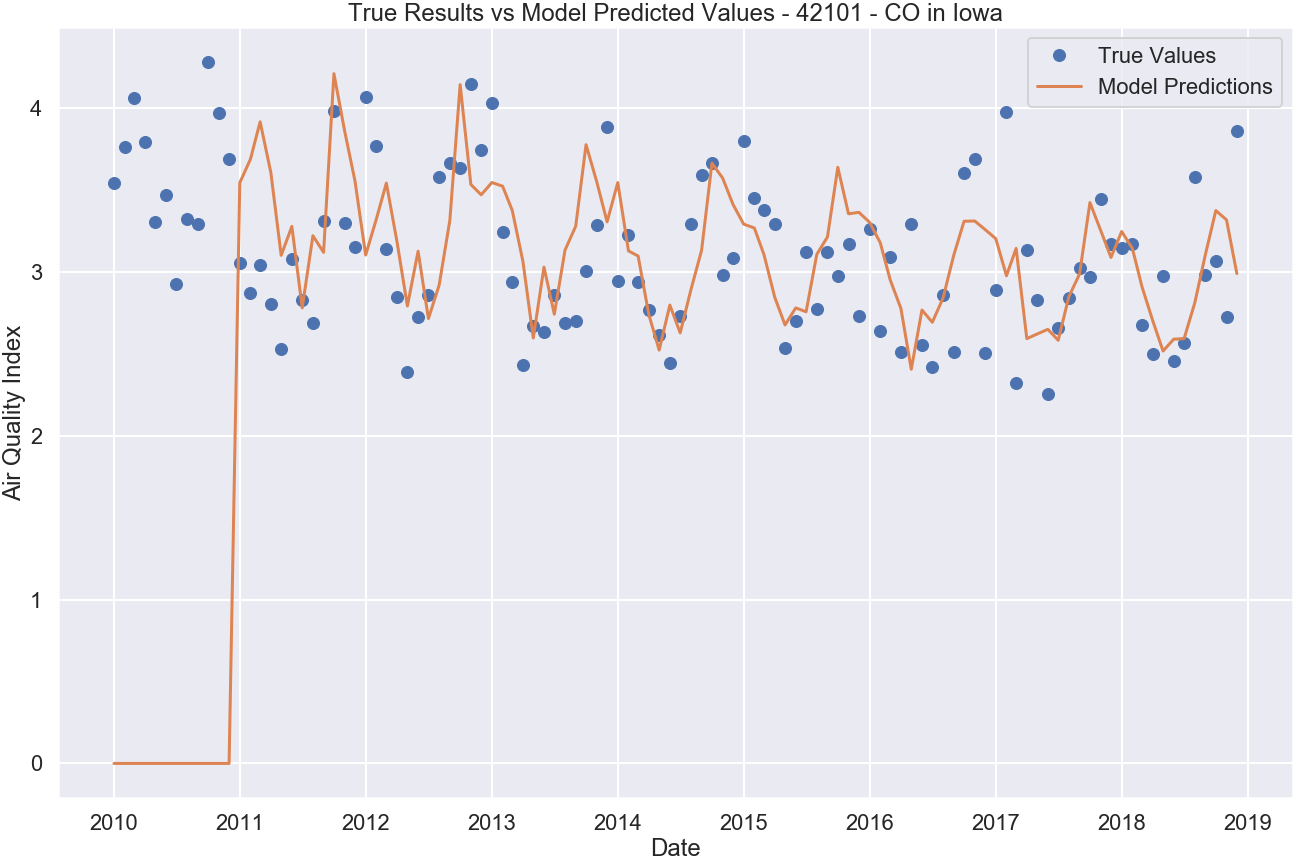 True Results vs Model Predicted Values - 42101 - CO in Iowa
True Values
Model Predictions
Air Quality Index
4
3
2
1
0
2010 2011 2012 2013 2014 2015 2016 2017 2018 2019
Date